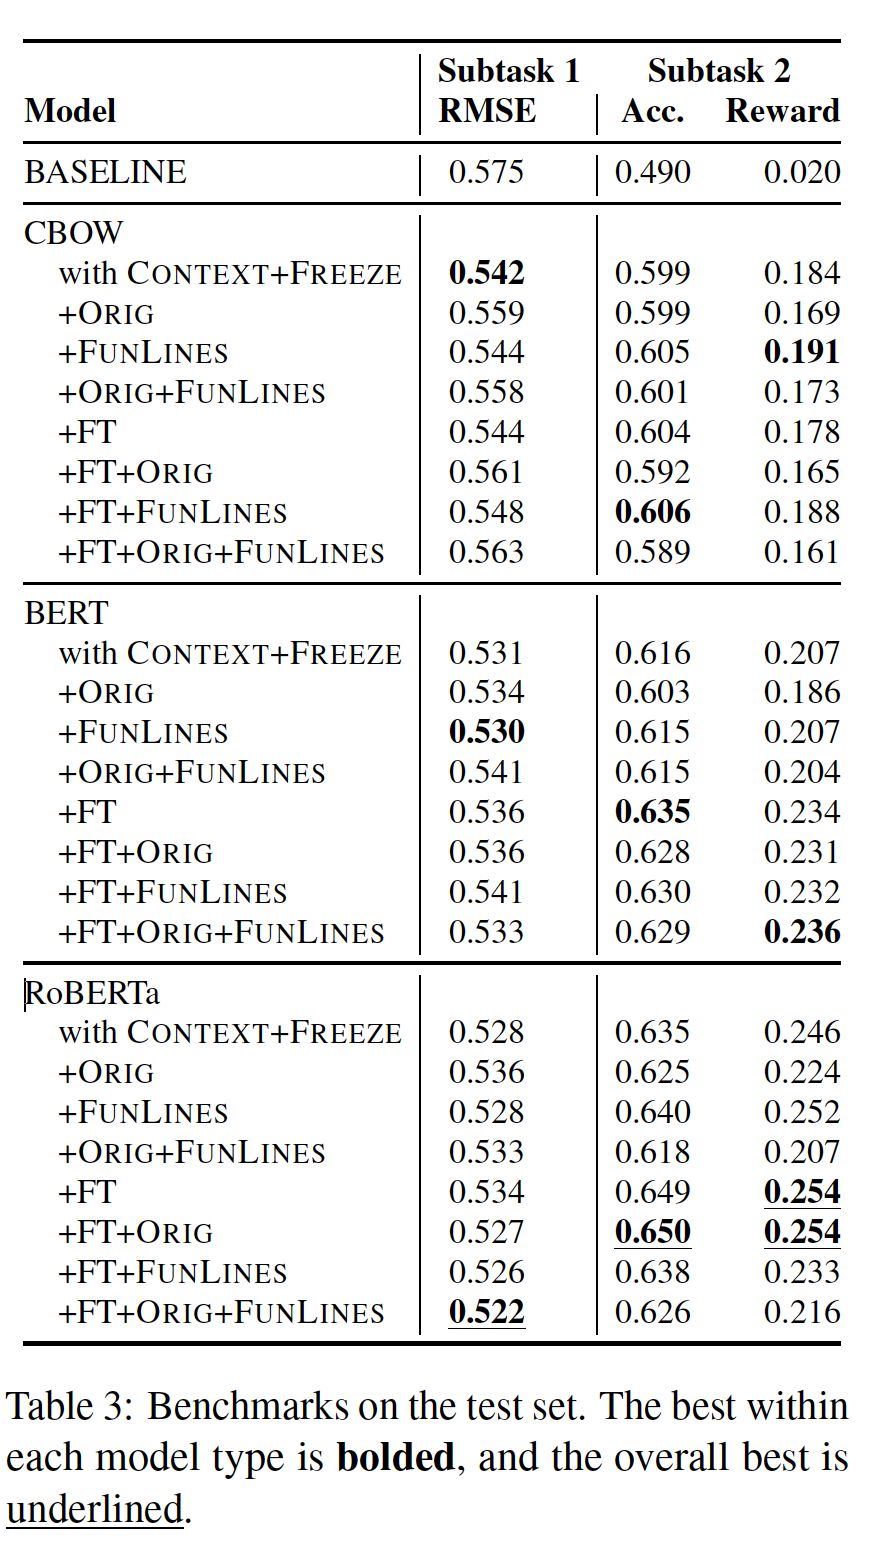 Subtask 1 Subtask 2
Model RMSE Acc. Reward
BASELINE 0.575 0.490 0.020
CBOW
with CONTEXT+FREEZE 0.542 0.599 0.184
+ORIG 0.559 0.599 0.169
+FUNLINES 0.544 0.605 0.191
+ORIG+FUNLINES 0.558 0.601 0.173
+FT 0.544 0.604 0.178
+FT+ORIG 0.561 0.592 0.165
+FT+FUNLINES 0.548 0.606 0.188
+FT+ORIG+FUNLINES 0.563 0.589 0.161
BERT
with CONTEXT+FREEZE 0.531 0.616 0.207
+ORIG 0.534 0.603 0.186
+FUNLINES 0.530 0.615 0.207
+ORIG+FUNLINES 0.541 0.615 0.204
+FT 0.536 0.635 0.234
+FT+ORIG 0.536 0.628 0.231
+FT+FUNLINES 0.541 0.630 0.232
+FT+ORIG+FUNLINES 0.533 0.629 0.236
RoBERTa
with CONTEXT+FREEZE 0.528 0.635 0.246
+ORIG 0.536 0.625 0.224
+FUNLINES 0.528 0.640 0.252
+ORIG+FUNLINES 0.533 0.618 0.207
+FT 0.534 0.649 0.254
+FT+ORIG 0.527 0.650 0.254
+FT+FUNLINES 0.526 0.638 0.233
+FT+ORIG+FUNLINES 0.522 0.626 0.216
Table 3: Benchmarks on the test set. The best within
each model type is bolded, and the overall best is
underlined.